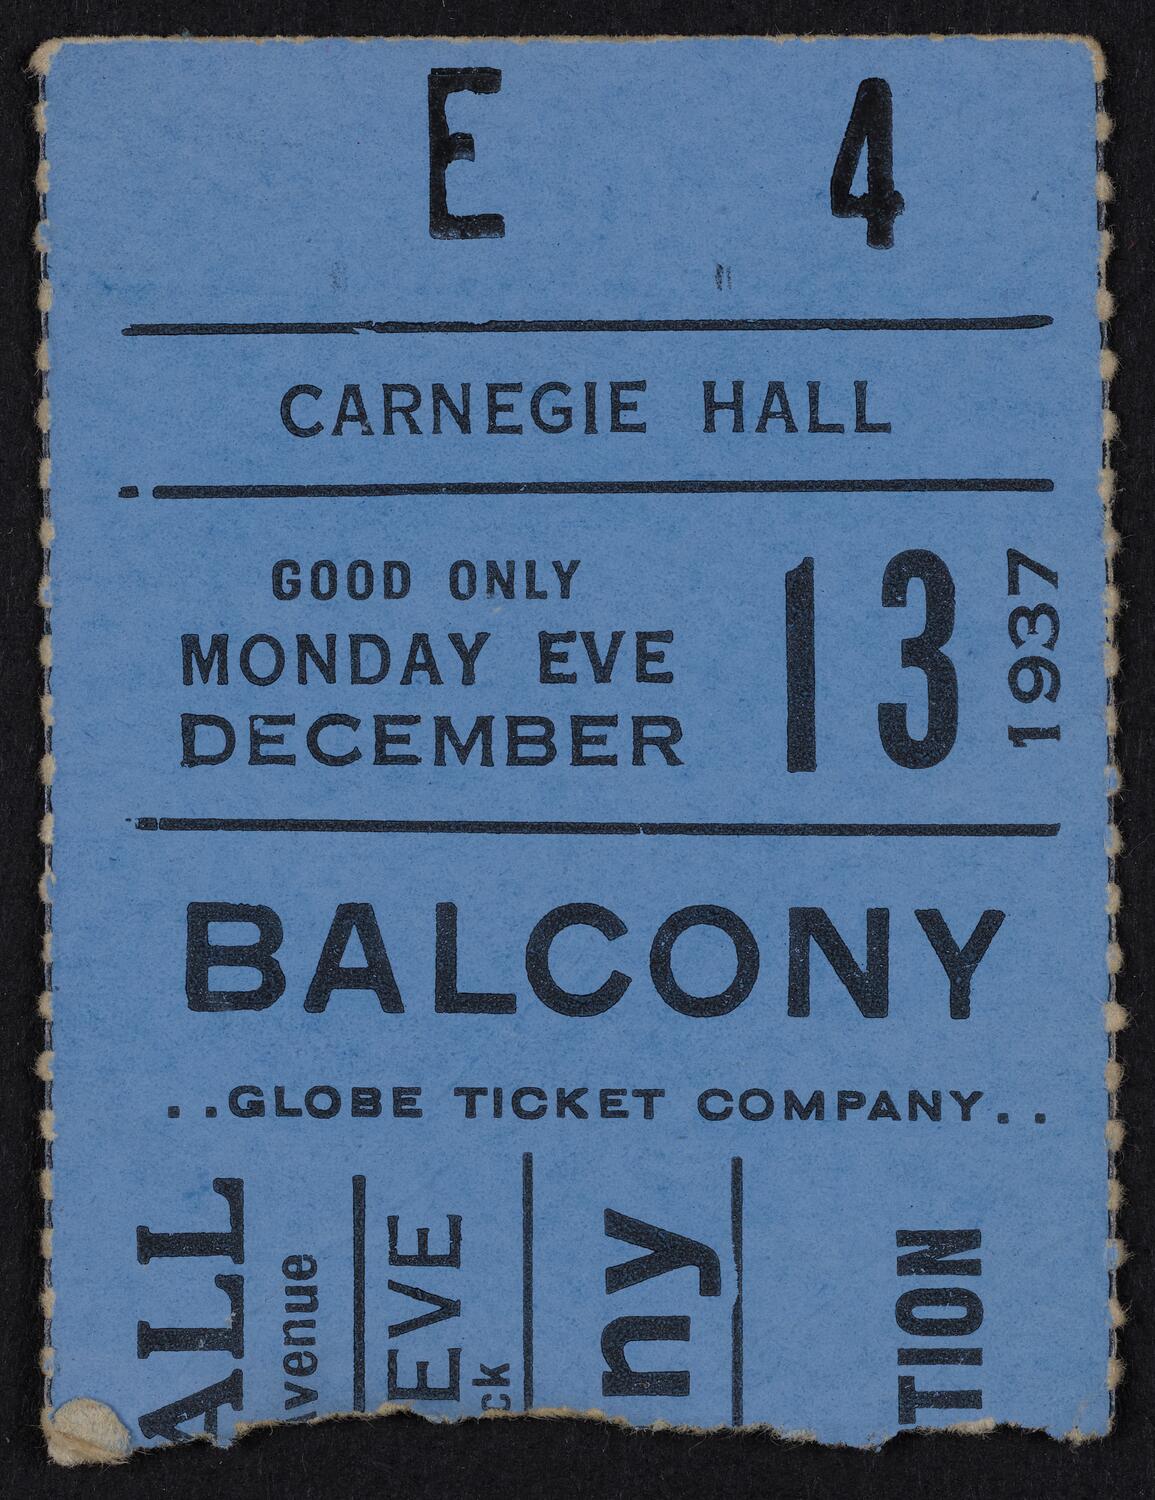 E 4
CARNEGIE HALL
GOOD ONLY
MONDAY EVE
DECEMBER
13
1937
BALCONY
..GLOBE TICKET COMPANY..
ALL
venue
EVE
ck
ny
TION